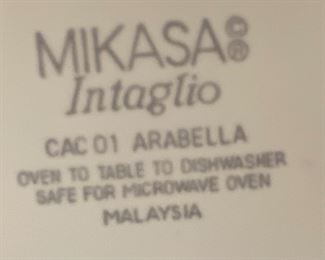 MIKASA©®
Intaglio
CAC 01 ARABELLA
OVEN TO TABLE TO DISHWASHER
SAFE FOR MICROWAVE OVEN
MALAYSIA